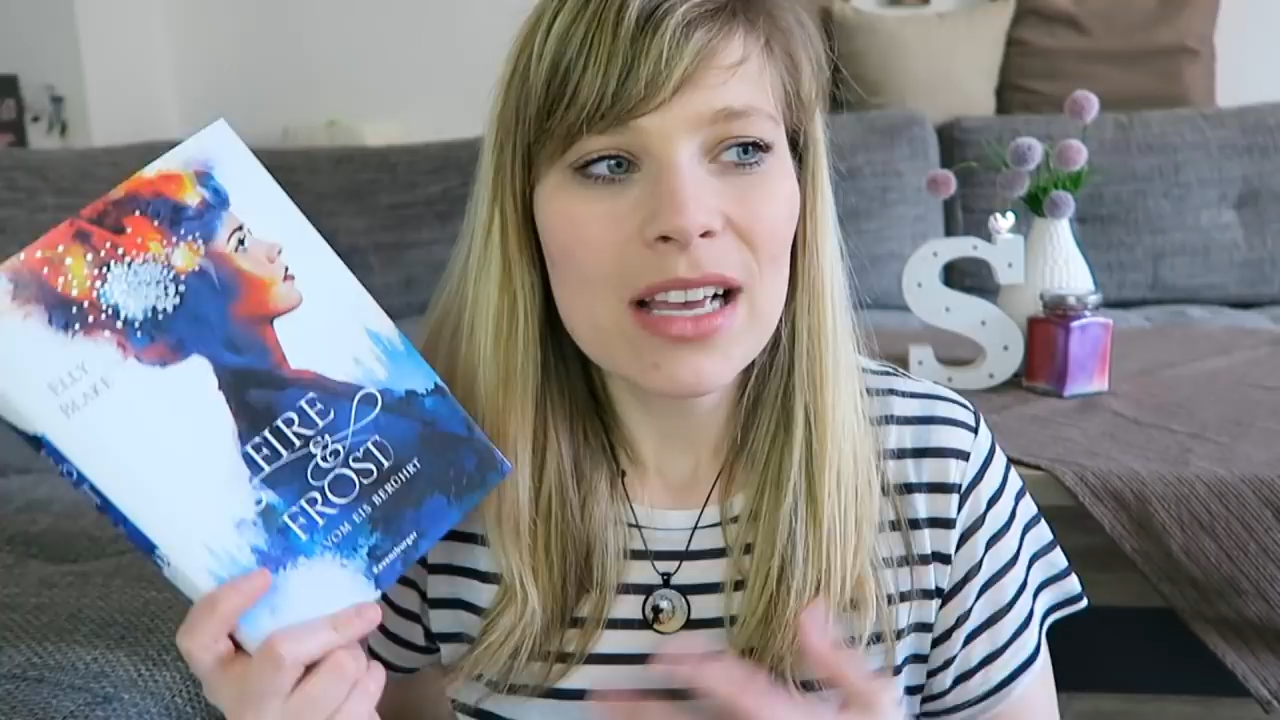 ELLY
BLAKE
FIRE
&
FROST
VOM EIS BERÜHRT
Ravensburger
S